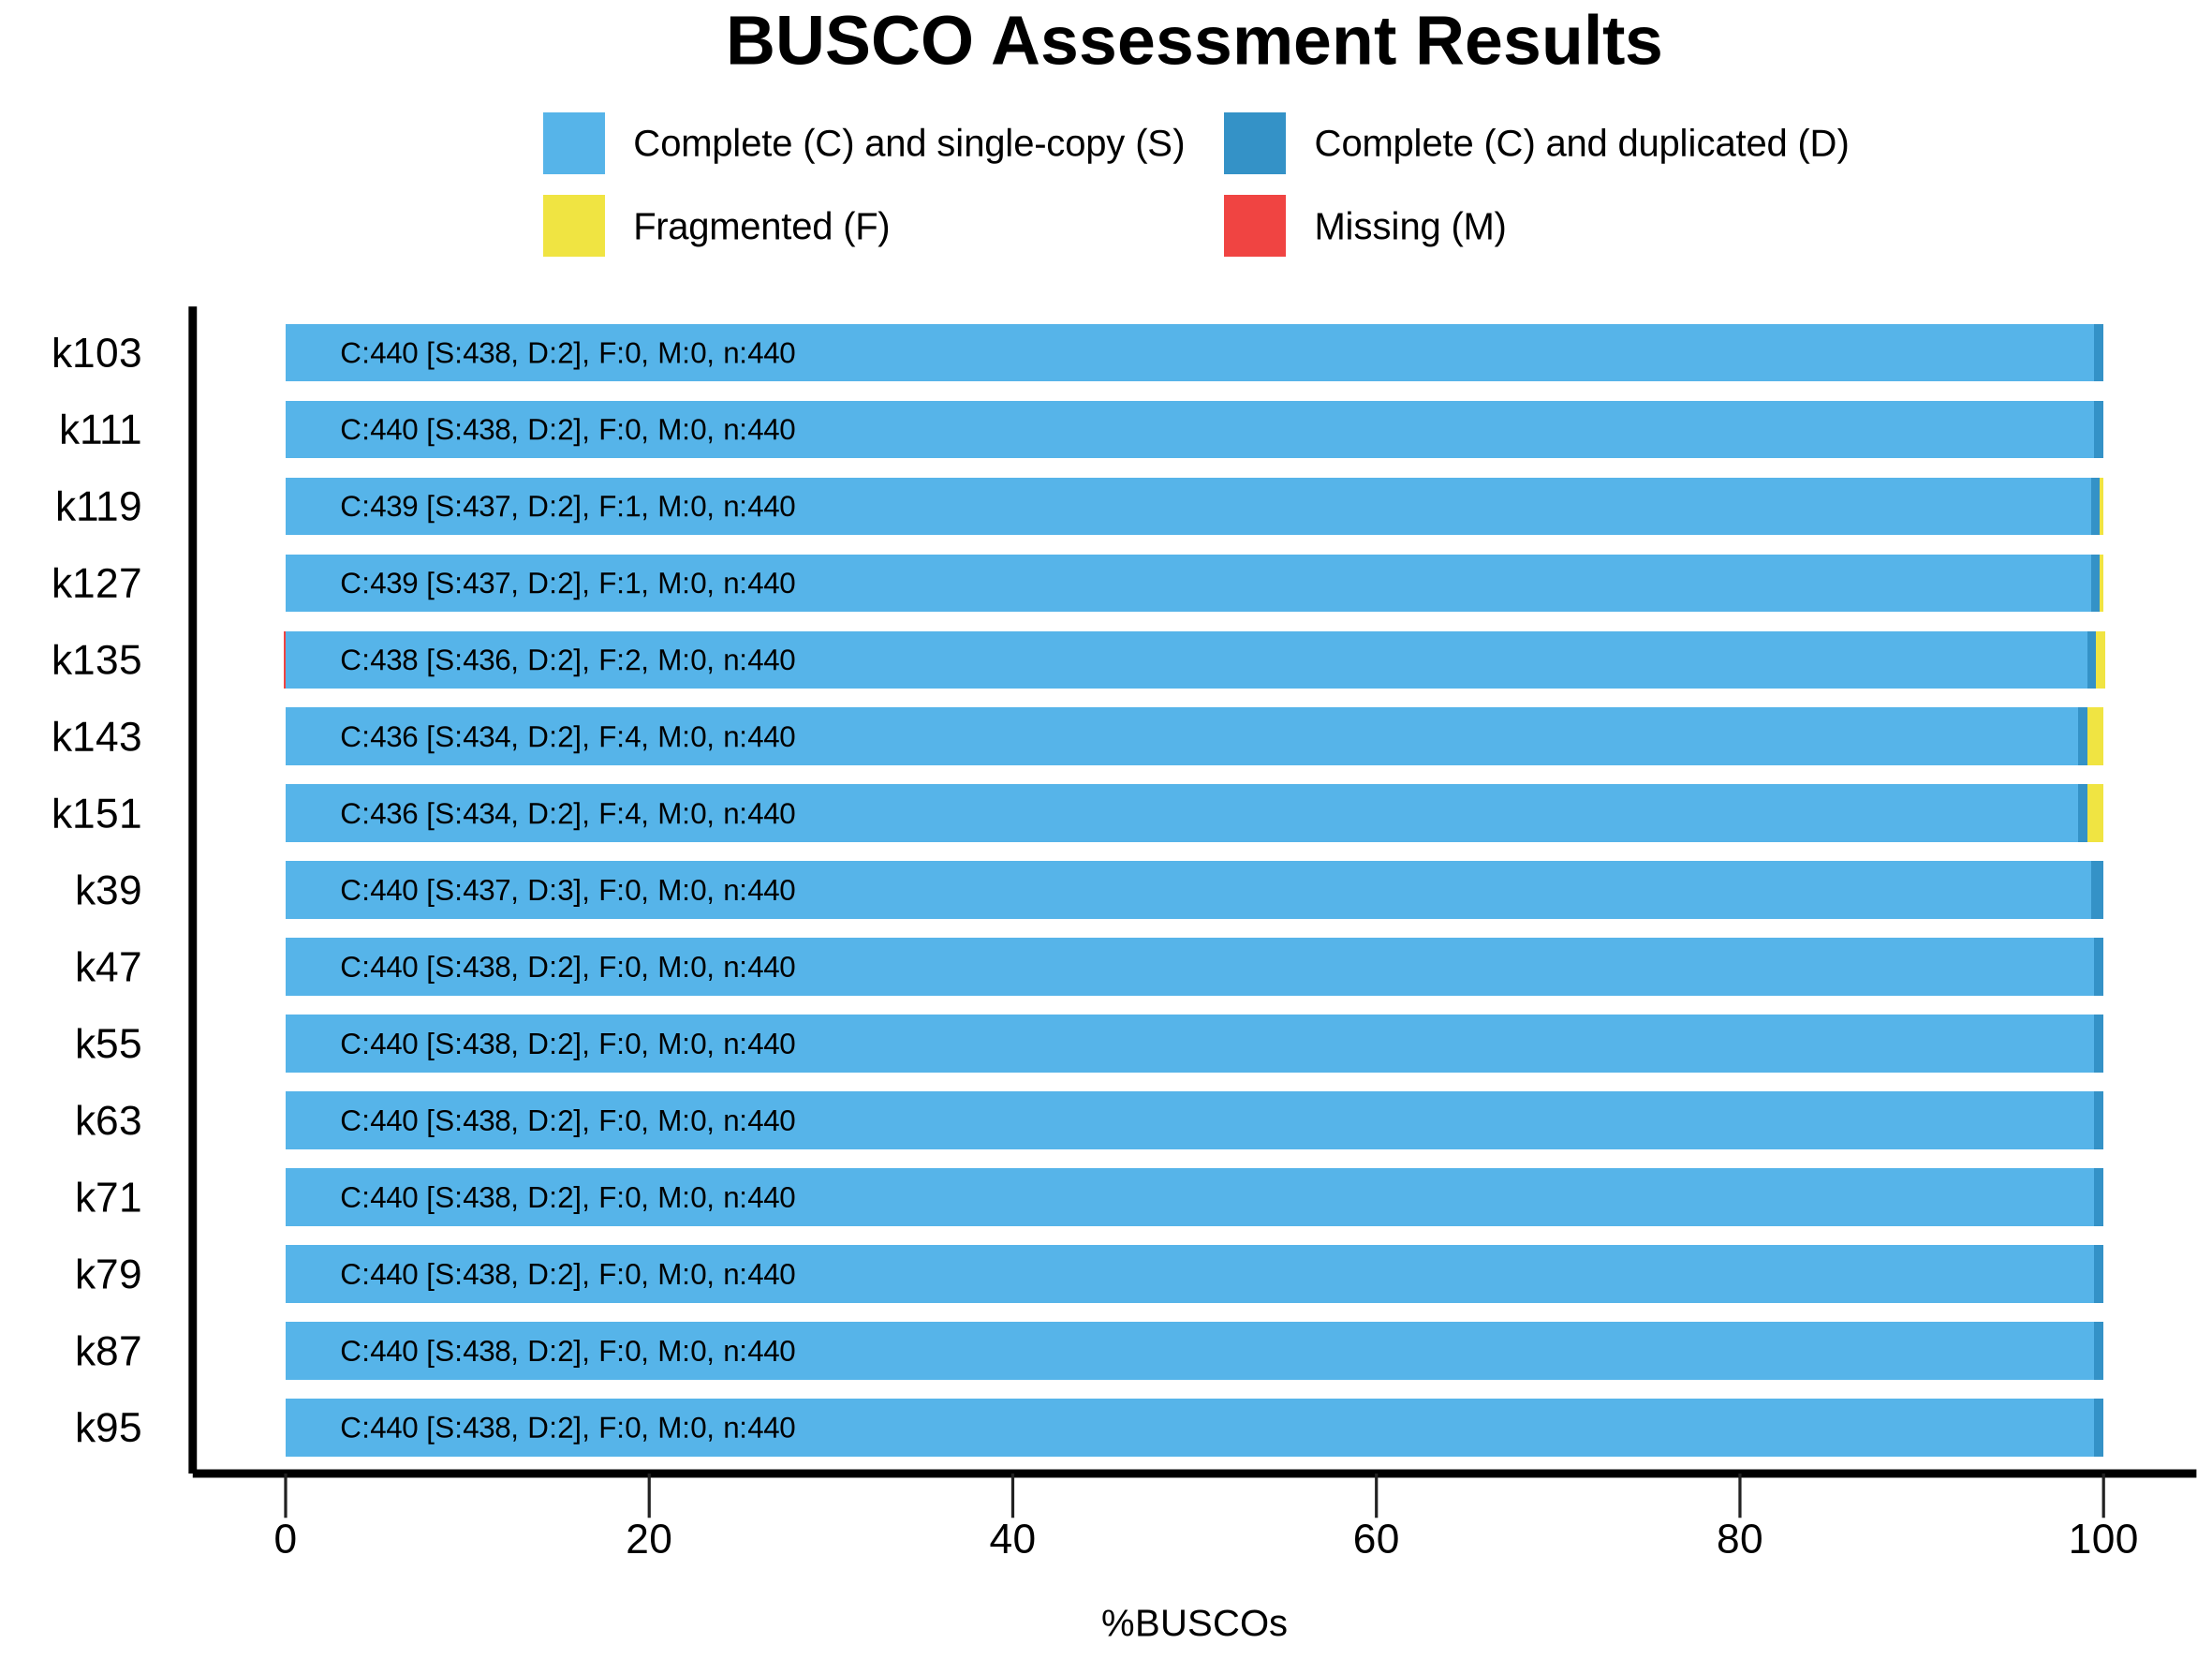 BUSCO Assessment Results
Complete (C) and single-copy (S) Complete (C) and duplicated (D)
Fragmented (F) Missing (M)
k103 C:440 [S:438, D:2], F:0, M:0, n:440
k111 C:440 [S:438, D:2], F:0, M:0, n:440
k119 C:439 [S:437, D:2], F:1, M:0, n:440
k127 C:439 [S:437, D:2], F:1, M:0, n:440
k135 C:438 [S:436, D:2], F:2, M:0, n:440
k143 C:436 [S:434, D:2], F:4, M:0, n:440
k151 C:436 [S:434, D:2], F:4, M:0, n:440
k39 C:440 [S:437, D:3], F:0, M:0, n:440
k47 C:440 [S:438, D:2], F:0, M:0, n:440
k55 C:440 [S:438, D:2], F:0, M:0, n:440
k63 C:440 [S:438, D:2], F:0, M:0, n:440
k71 C:440 [S:438, D:2], F:0, M:0, n:440
k79 C:440 [S:438, D:2], F:0, M:0, n:440
k87 C:440 [S:438, D:2], F:0, M:0, n:440
k95 C:440 [S:438, D:2], F:0, M:0, n:440
0 20 40 60 80 100
%BUSCOs